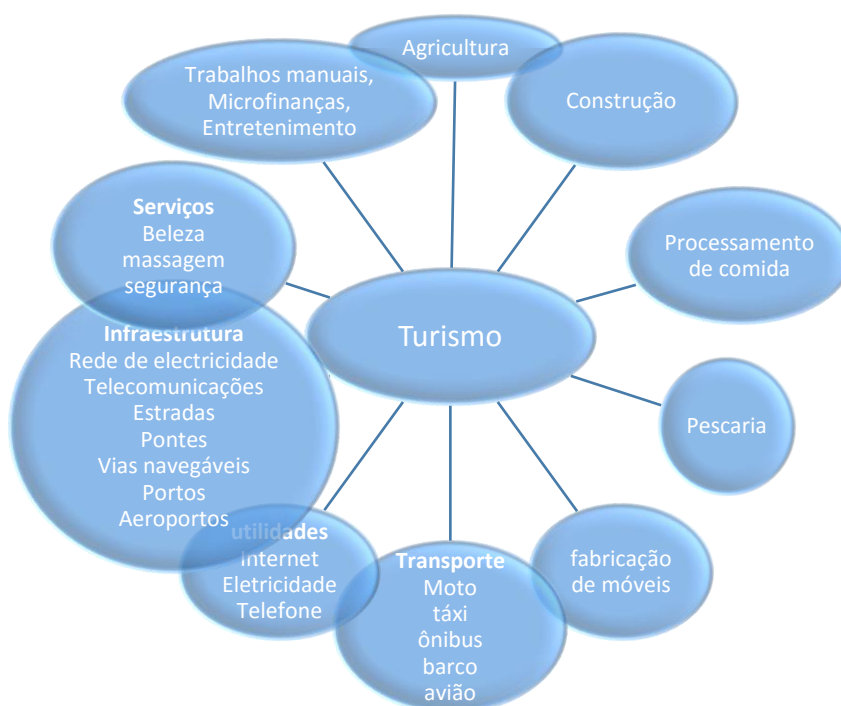 Agricultura
Trabalhos manuais,
Microfinanças,
Entretenimento
Construção
Serviços
Beleza
massagem
segurança
Processamento
de comida
Turismo
Infraestrutura
Rede de electricidade
Telecomunicações
Estradas
Pontes
Vias navegáveis
Portos
Aeroportos
Pescaria
utilidades
Internet
Eletricidade
Telefone
Transporte
Moto
táxi
ônibus
barco
avião
fabricação
de móveis